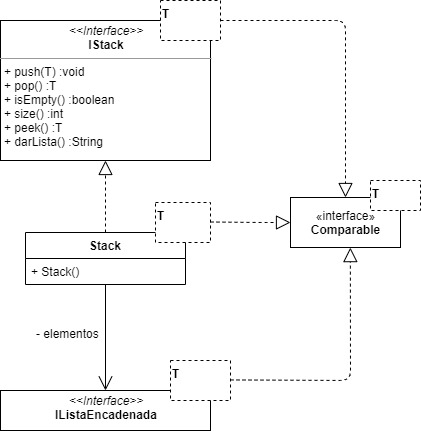 T
<<Interface>>
IStack
+ push(T) :void
+ pop() :T
+ isEmpty() :boolean
+ size() :int
+ peek() :T
+ darLista() :String
T
«interface»
Comparable
T
Stack
+ Stack()
- elementos
T
<<Interface>>
IListaEncadenada